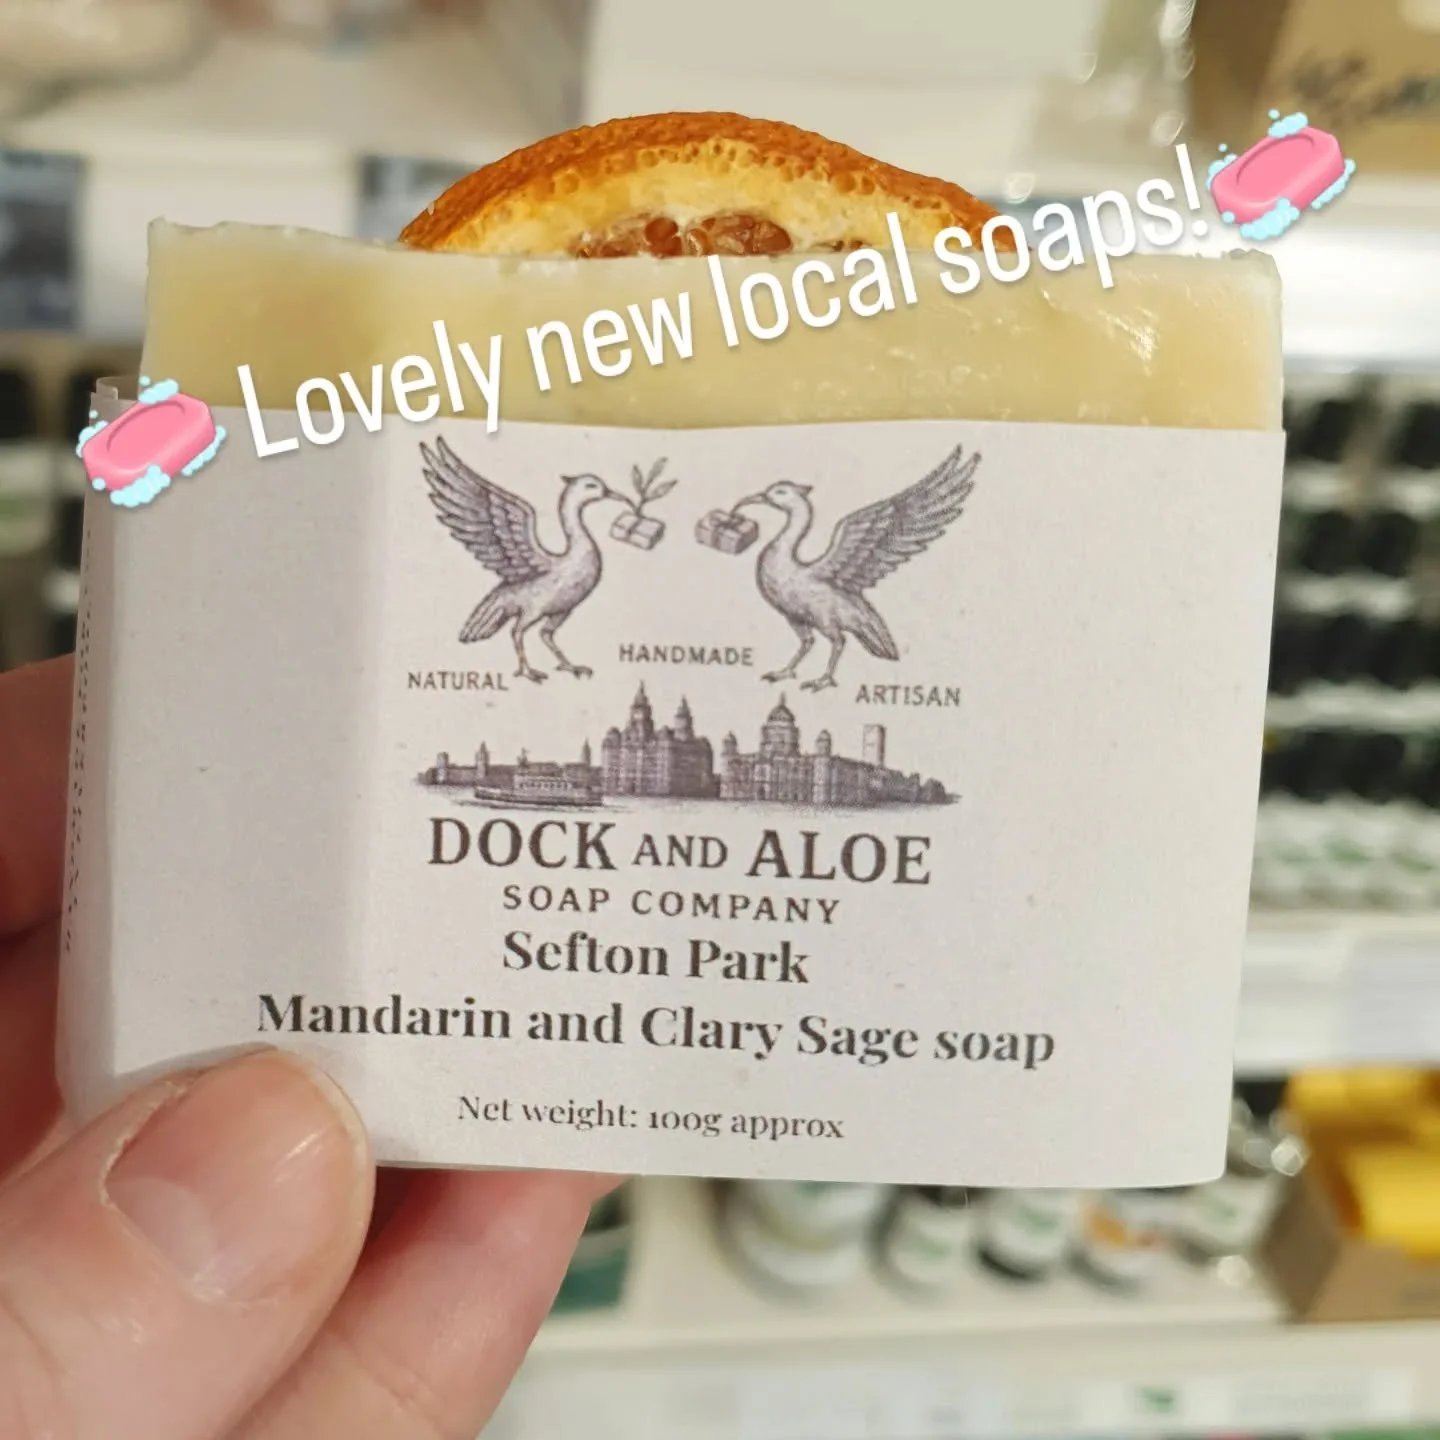 Lovely new local soaps!
NATURAL
HANDMADE
ARTISAN
DOCK AND ALOE
SOAP COMPANY
Sefton Park
Mandarin and Clary Sage soap
Net weight: 100g approx